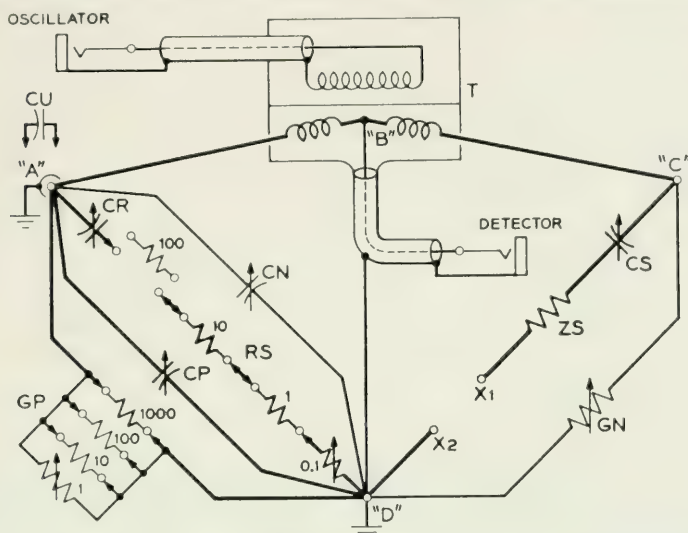 OSCILLATOR
T
CU
"A"
"B"
"C"
CR
100
CN
DETECTOR
CS
10
RS
ZS
CP
1
X1
GN
GP
1000
100
10
1
0.1
X2
"D"